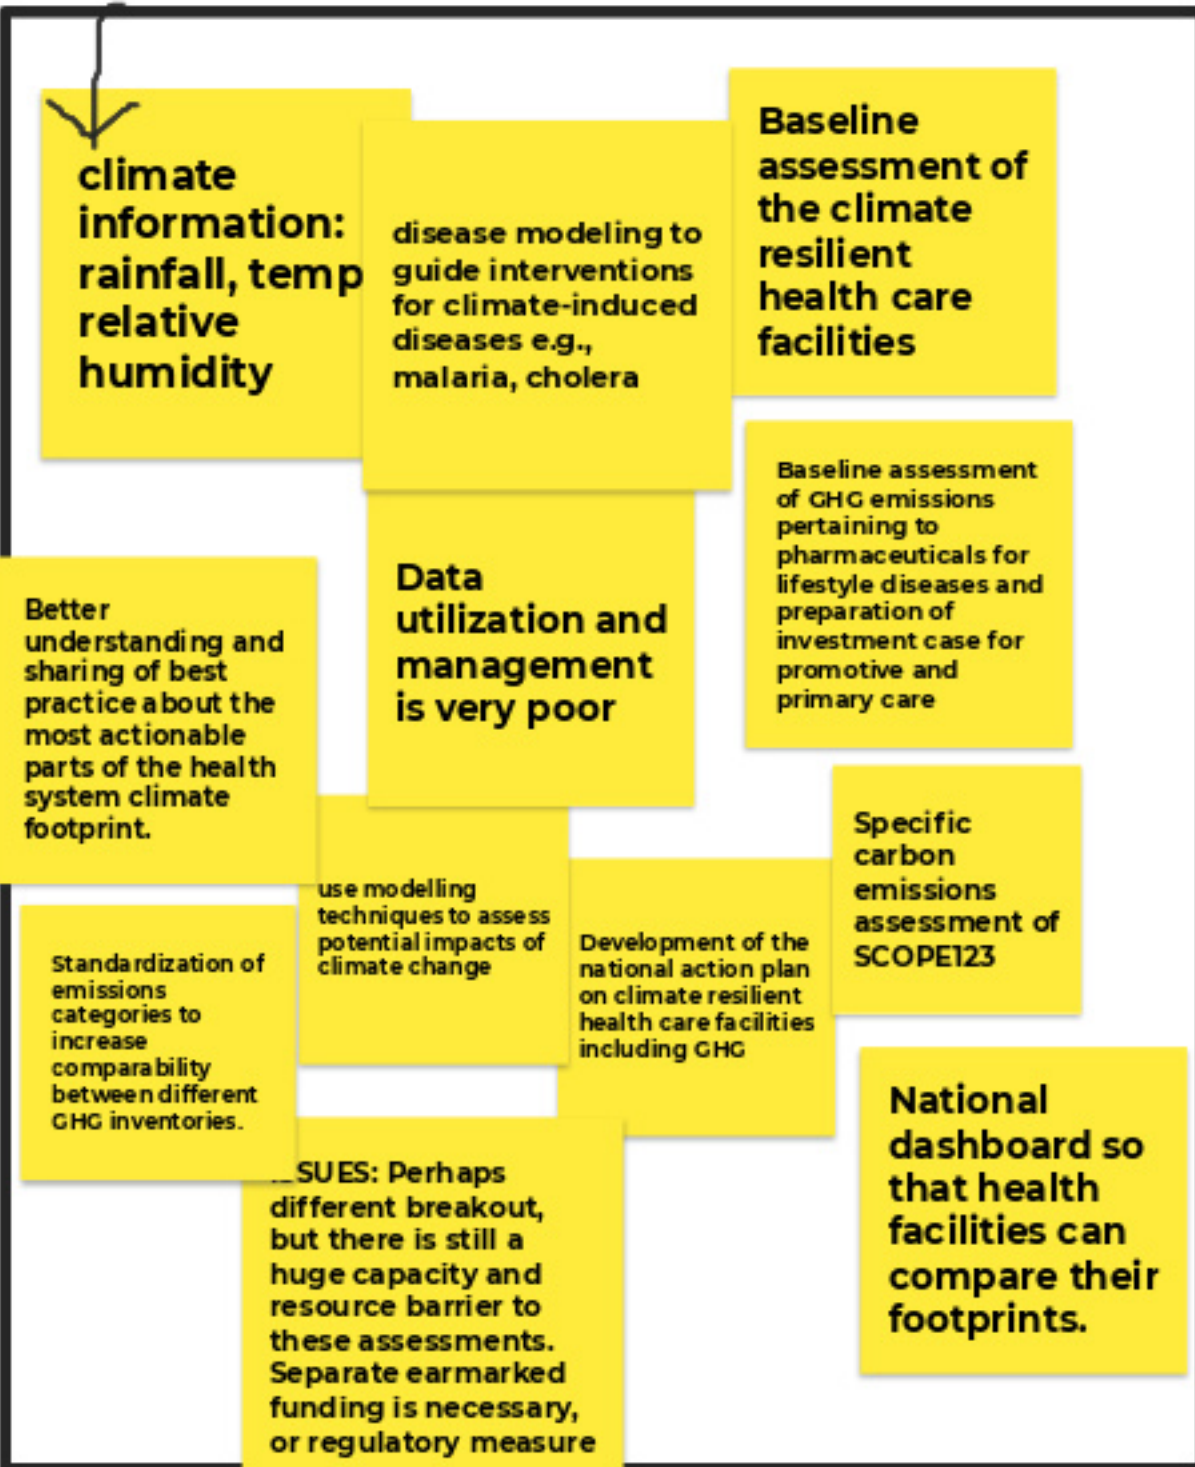 climate
information:
rainfall, temp
relative
humidity
disease modeling to
guide interventions
for climate-induced
diseases e.g.,
malaria, cholera
Baseline
assessment of
the climate
resilient
health care
facilities
Baseline assessment
of GHG emissions
pertaining to
pharmaceuticals for
lifestyle diseases and
preparation of
investment case for
promotive and
primary care
Data
utilization and
management
is very poor
Better
understanding and
sharing of best
practice about the
most actionable
parts of the health
system climate
footprint.
use modelling
techniques to assess
potential impacts of
climate change
Development of the
national action plan
on climate resilient
health care facilities
including GHG
Specific
carbon
emissions
assessment of
SCOPE123
Standardization of
emissions
categories to
increase
comparability
between different
GHG inventories.
National
dashboard so
that health
facilities can
compare their
footprints.
ISSUES: Perhaps
different breakout,
but there is still a
huge capacity and
resource barrier to
these assessments.
Separate earmarked
funding is necessary,
or regulatory measure